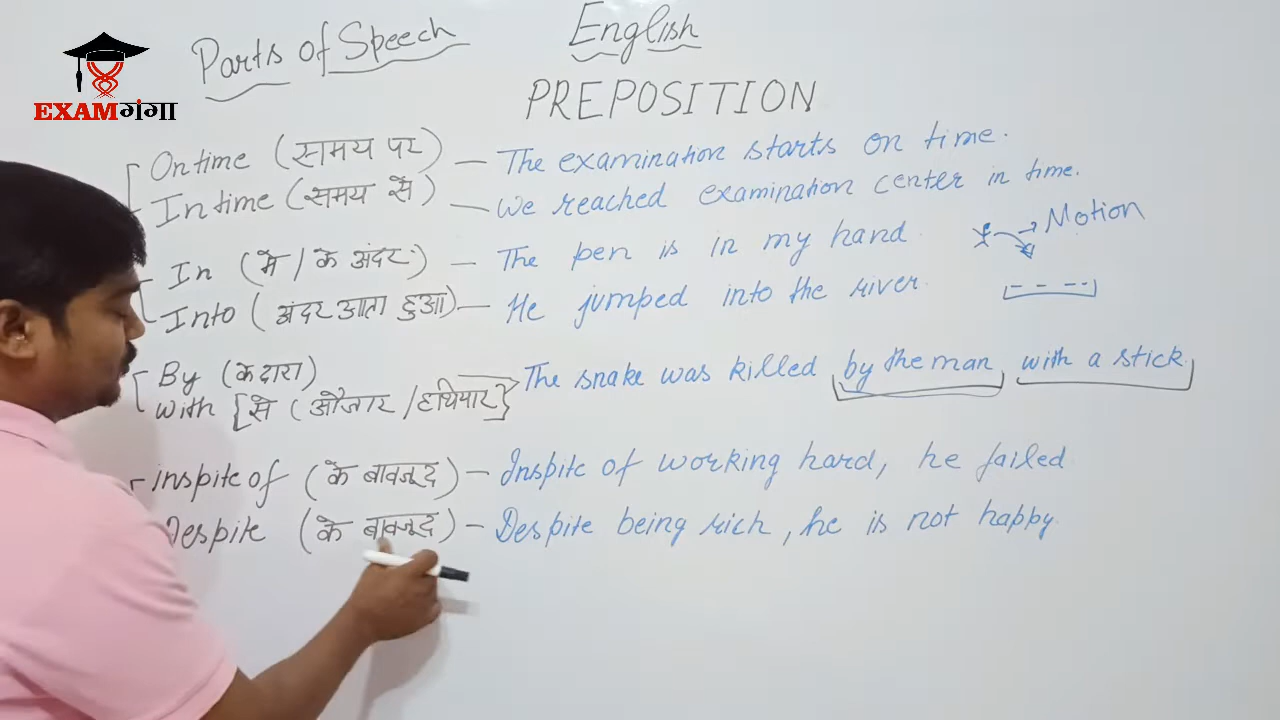 English
Parts of Speech
EXAMगंगा
PREPOSITION
On time (समय पर) – The examination starts on time.
In time (समय से) – We reached examination center in time.
Motion
In (में / के अंदर) – The pen is in my hand
Into (अंदर आता हुआ) – He jumped into the river
By (के द्वारा)
With [से (औजार / हथियार] The snake was killed by the man with a stick.
inspite of (के बावजूद) – Inspite of working hard, he failed
Despite (के बावजूद) – Despite being rich, he is not happy